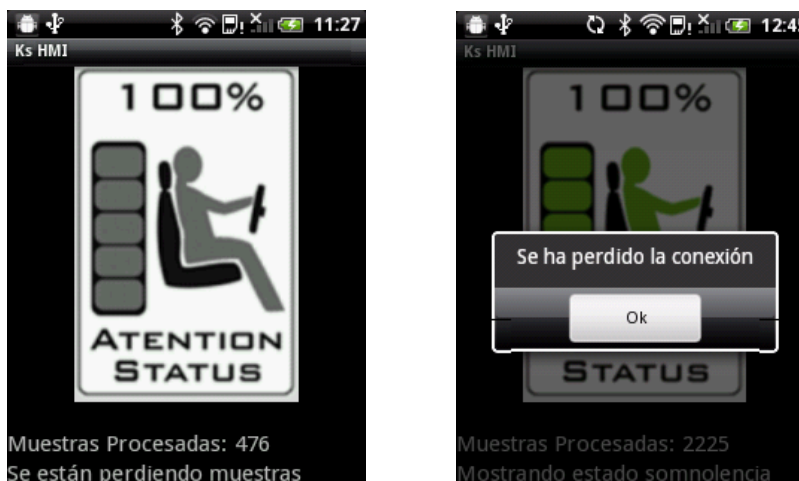 11:27
Ks HMI
100%
ATENTION
STATUS
Muestras Procesadas: 476
Se están perdiendo muestras
Ks HMI
100%
Se ha perdido la conexión
Ok
STATUS
Muestras Procesadas: 2225
Mostrando estado somnolencia